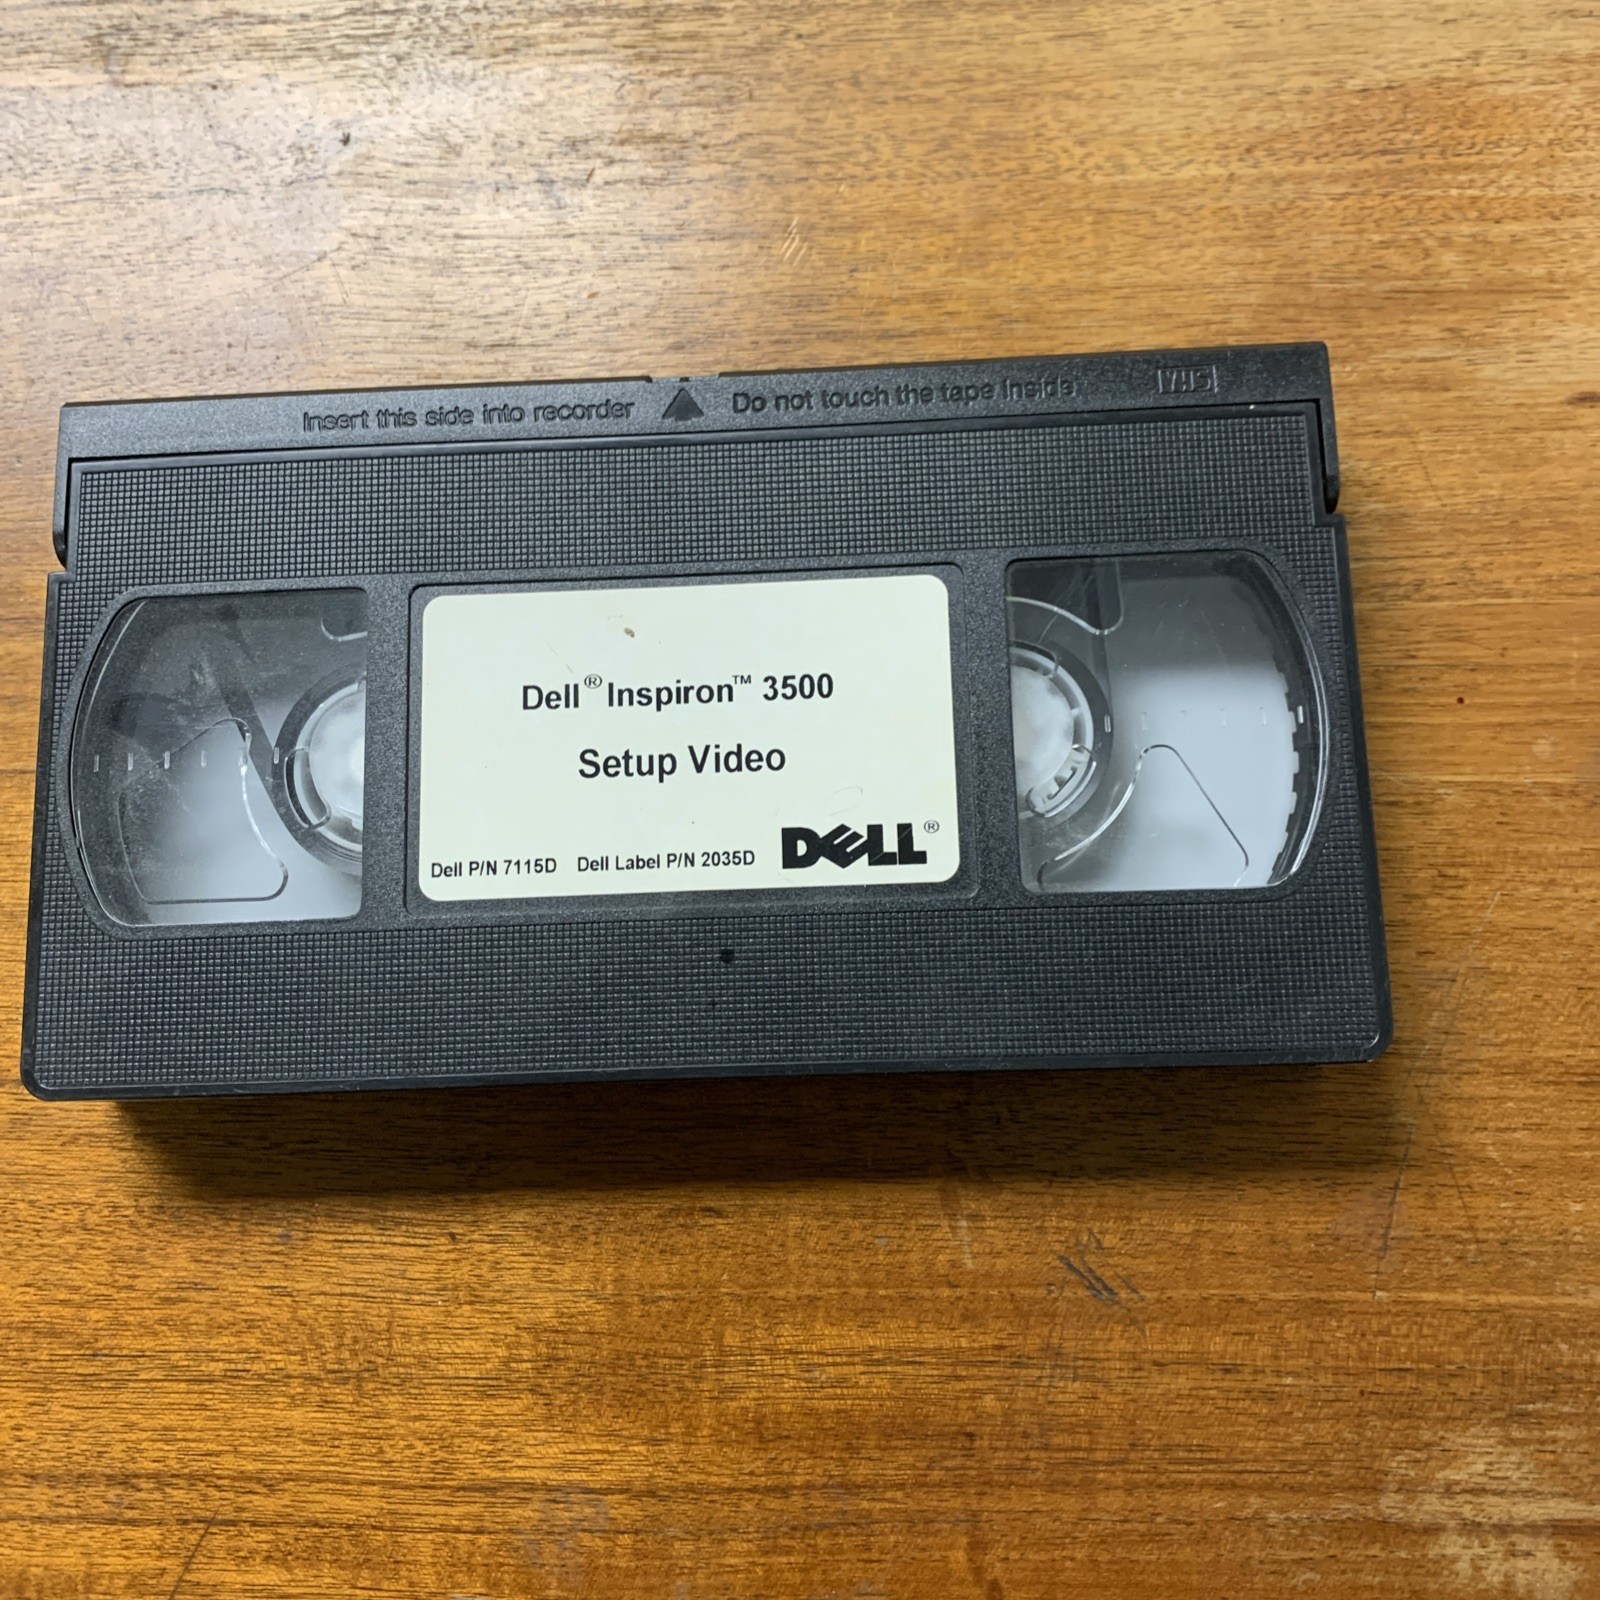 Insert this side into recorder ▲ Do not touch the tape inside VHS
Dell® Inspiron™ 3500
Setup Video
Dell P/N 7115D Dell Label P/N 2035D DELL®